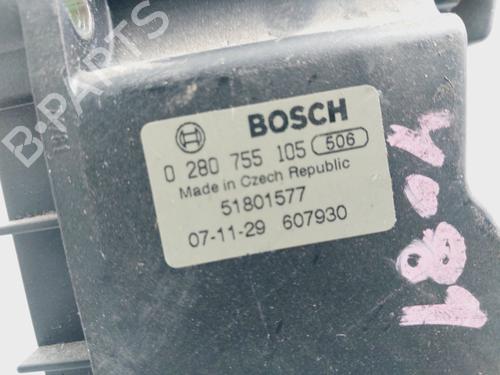 B-PARTS
BOSCH
0 280 755 105 506
Made in Czech Republic
51801577
07-11-29 607930